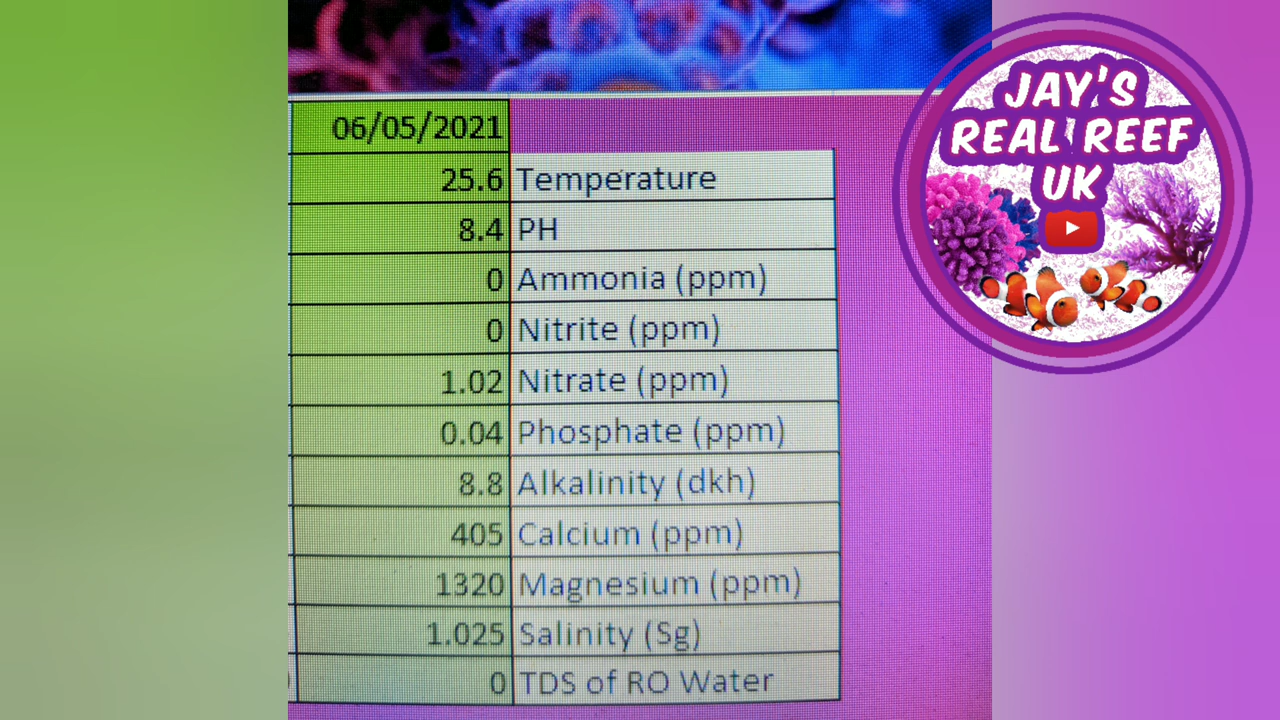 06/05/2021
25.6 Temperature
8.4 PH
0 Ammonia (ppm)
0 Nitrite (ppm)
1.02 Nitrate (ppm)
0.04 Phosphate (ppm)
8.8 Alkalinity (dkh)
405 Calcium (ppm)
1320 Magnesium (ppm)
1.025 Salinity (Sg)
0 TDS of RO Water
JAY'S
REAL REEF
UK